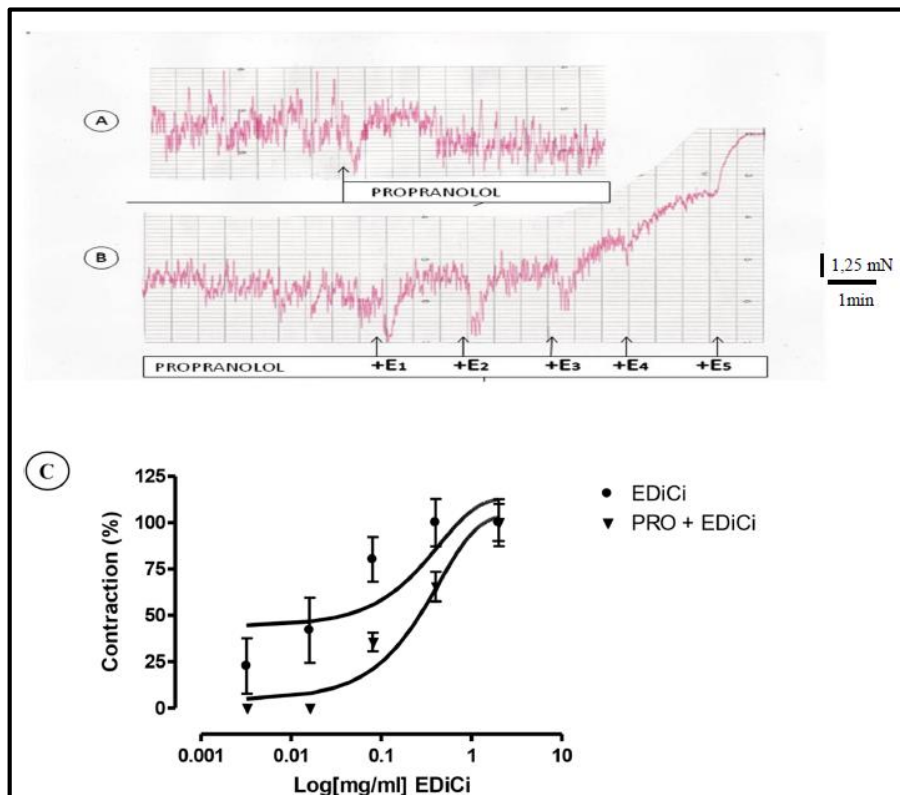 A
PROPRANOLOL
B
1,25 mN
1min
PROPRANOLOL +E1 +E2 +E3 +E4 +E5
C
125
100
75
50
25
0
Contraction (%)
0.001 0.01 0.1 1 10
Log[mg/ml] EDiCi
EDiCi
PRO + EDiCi